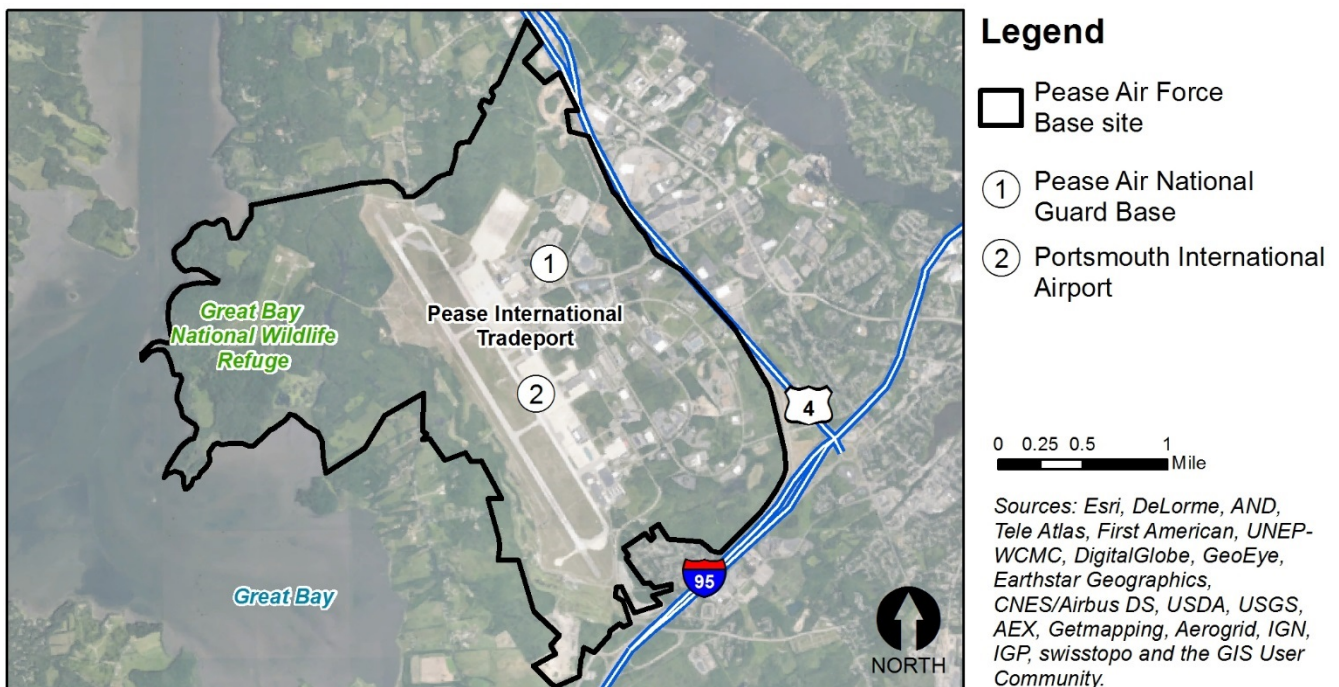 Great Bay
National Wildlife
Refuge
1
Pease International
Tradeport
2
4
95
Great Bay
NORTH
Legend
Pease Air Force
Base site
1
Pease Air National
Guard Base
2
Portsmouth International
Airport
0 0.25 0.5 1
Mile
Sources: Esri, DeLorme, AND,
Tele Atlas, First American, UNEP-
WCMC, DigitalGlobe, GeoEye,
Earthstar Geographics,
CNES/Airbus DS, USDA, USGS,
AEX, Getmapping, Aerogrid, IGN,
IGP, swisstopo and the GIS User
Community.